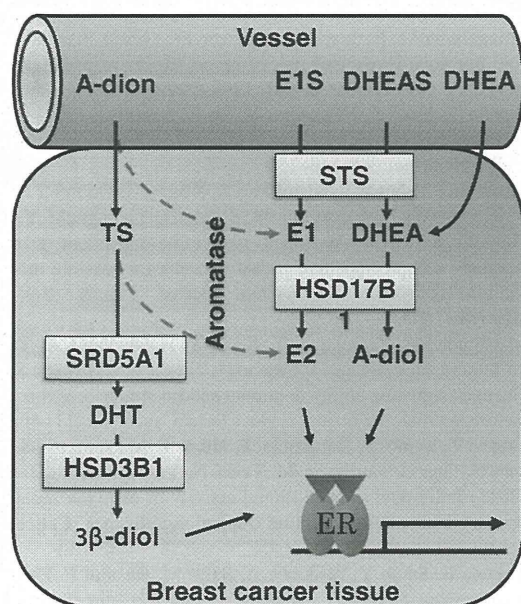 Vessel
A-dion E1S DHEAS DHEA
STS
TS E1 DHEA
Aromatase
HSD17B
1
SRD5A1 E2 A-diol
DHT
HSD3B1
ER
3β-diol
Breast cancer tissue